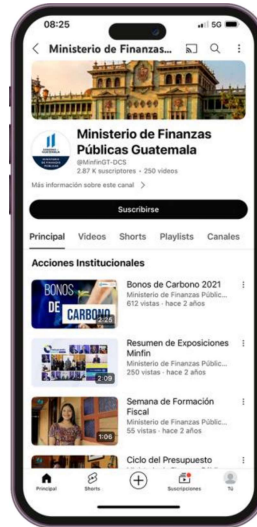 08:25
5G
Ministerio de Finanzas...
Ministerio de Finanzas
Públicas Guatemala
@MinfinGT-DCS
2.87 K suscriptores • 250 videos
Más información sobre este canal
Suscribirse
Principal Videos Shorts Playlists Canales
Acciones Institucionales
BONOS
DE
CARBONO
Bonos de Carbono 2021
Ministerio de Finanzas Públic...
612 vistas · hace 2 años
Resumen de Exposiciones
Minfin
Ministerio de Finanzas Públic...
250 vistas · hace 2 años
2:09
Semana de Formación
Fiscal
Ministerio de Finanzas Públic...
55 vistas · hace 2 años
1:06
Ciclo del Presupuesto
Principal Shorts Suscripciones Tú